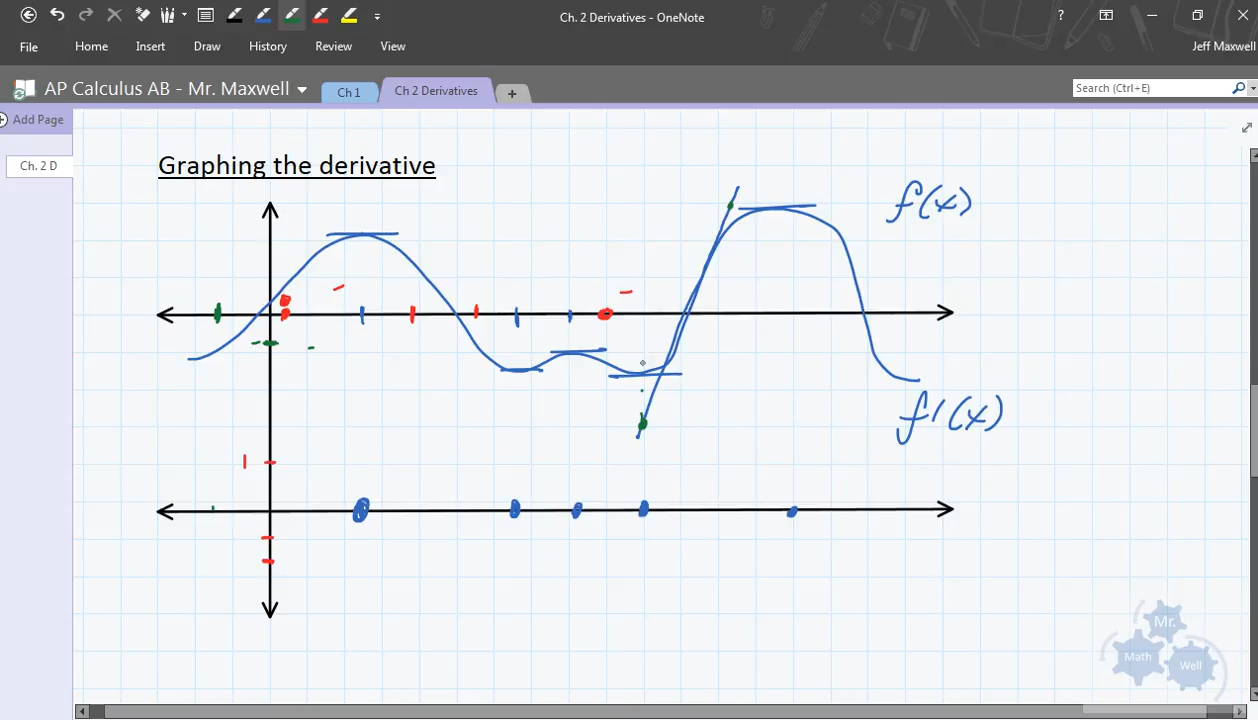 Ch. 2 Derivatives - OneNote
?
File
Home
Insert
Draw
History
Review
View
Jeff Maxwell
AP Calculus AB - Mr. Maxwell
Ch 1
Ch 2 Derivatives
+
Search (Ctrl+E)
Add Page
Ch. 2 D
Graphing the derivative
f(x)
f'(x)
1
Mr.
Math
Well